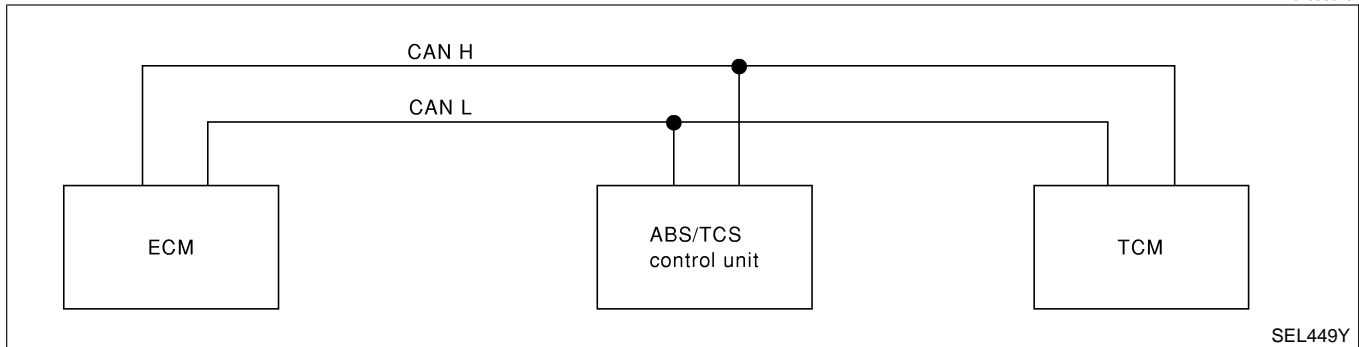 CAN H
CAN L
ECM
ABS/TCS
control unit
TCM
SEL449Y